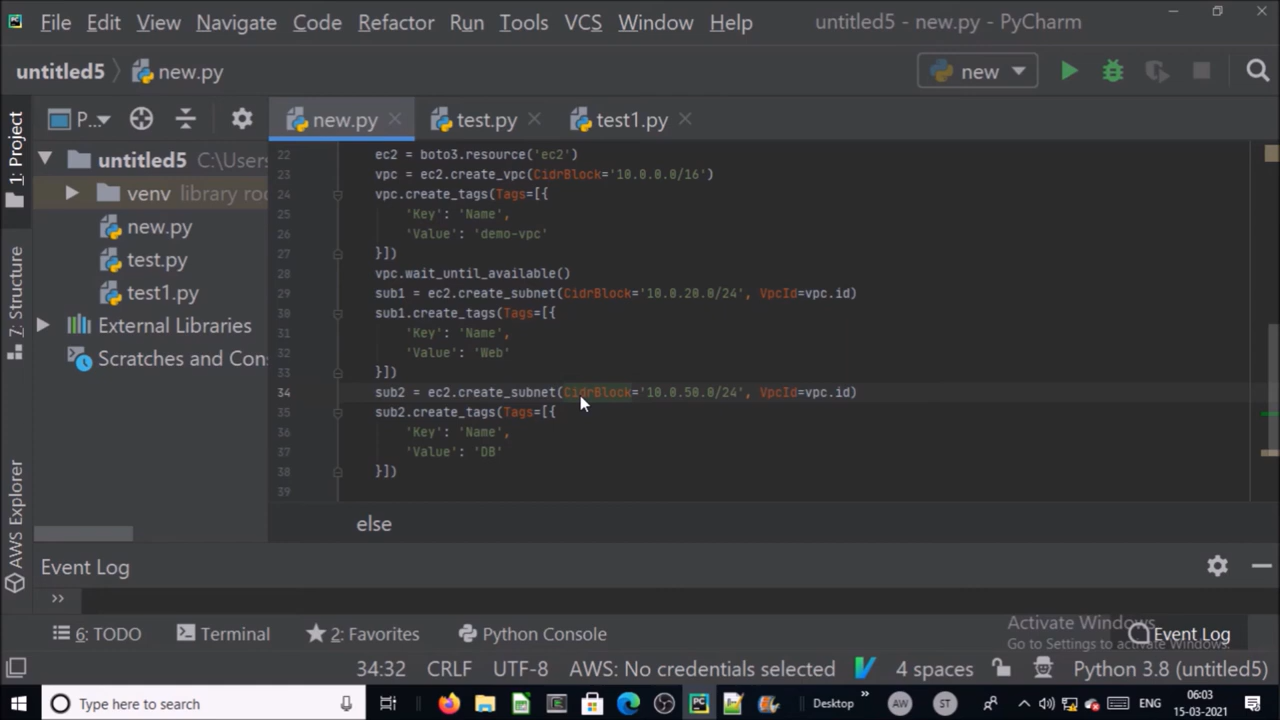 File Edit View Navigate Code Refactor Run Tools VCS Window Help untitled5 - new.py - PyCharm
untitled5 new.py new
P... new.py test.py test1.py
1: Project
7: Structure
AWS Explorer
untitled5 C:\Users
venv library roo
new.py
test.py
test1.py
External Libraries
Scratches and Con
22 ec2 = boto3.resource('ec2')
23 vpc = ec2.create_vpc(CidrBlock='10.0.0.0/16')
24 vpc.create_tags(Tags=[{
25 'Key': 'Name',
26 'Value': 'demo-vpc'
27 }])
28 vpc.wait_until_available()
29 sub1 = ec2.create_subnet(CidrBlock='10.0.20.0/24', VpcId=vpc.id)
30 sub1.create_tags(Tags=[{
31 'Key': 'Name',
32 'Value': 'Web'
33 }])
34 sub2 = ec2.create_subnet(CidrBlock='10.0.50.0/24', VpcId=vpc.id)
35 sub2.create_tags(Tags=[{
36 'Key': 'Name',
37 'Value': 'DB'
38 }])
39
else
Event Log
>>
6: TODO Terminal 2: Favorites Python Console Event Log
Activate Windows
Go to Settings to activate Windows.
34:32 CRLF UTF-8 AWS: No credentials selected 4 spaces Python 3.8 (untitled5)
Type here to search Desktop » AW ST ENG 06:03
15-03-2021